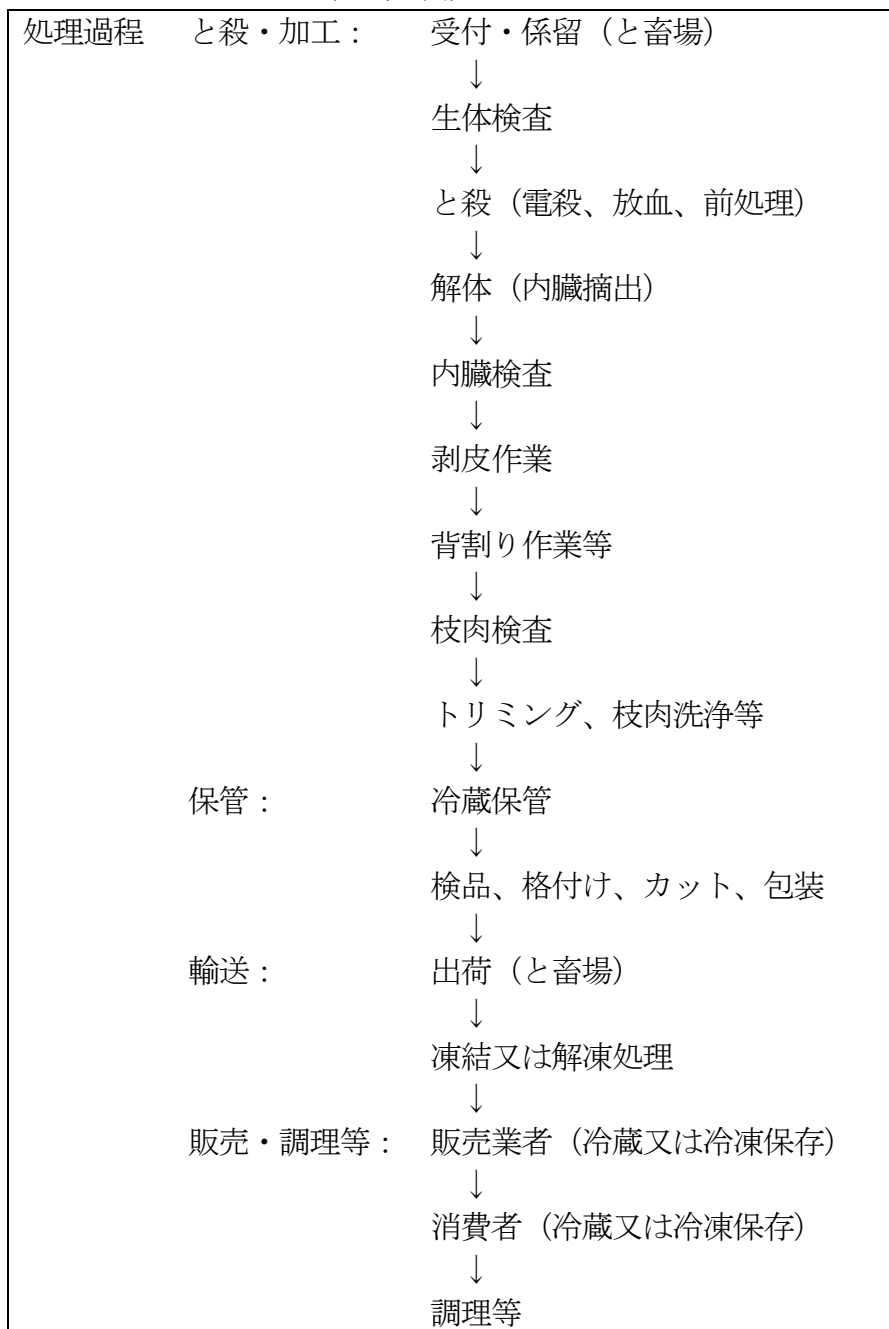 処理過程 と殺・加工: 受付・係留(と畜場)
↓
生体検査
↓
と殺(電殺、放血、前処理)
↓
解体(内臓摘出)
↓
内臓検査
↓
剥皮作業
↓
背割り作業等
↓
枝肉検査
↓
トリミング、枝肉洗浄等
↓
保管: 冷蔵保管
↓
検品、格付け、カット、包装
↓
輸送: 出荷(と畜場)
↓
凍結又は解凍処理
↓
販売・調理等: 販売業者(冷蔵又は冷凍保存)
↓
消費者(冷蔵又は冷凍保存)
↓
調理等